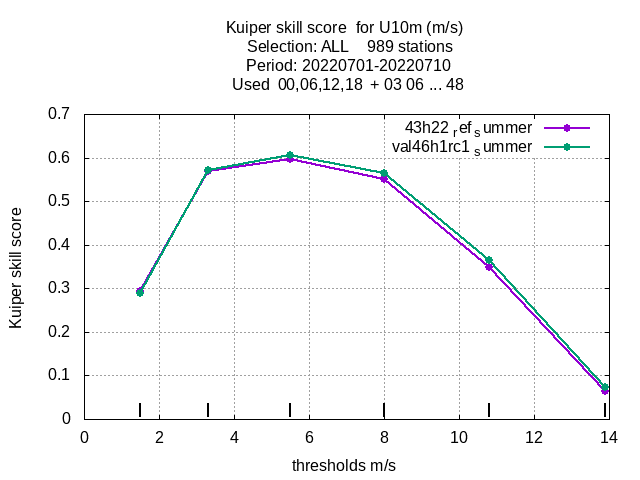 Kuiper skill score  for U10m (m/s)
Selection: ALL    989 stations
Period: 20220701-20220710
Used  00,06,12,18  + 03 06 ... 48
43h22 ref summer
val46h1rc1 summer
0.7
0.6
0.5
0.4
0.3
0.2
0.1
0
Kuiper skill score
0 2 4 6 8 10 12 14
thresholds m/s